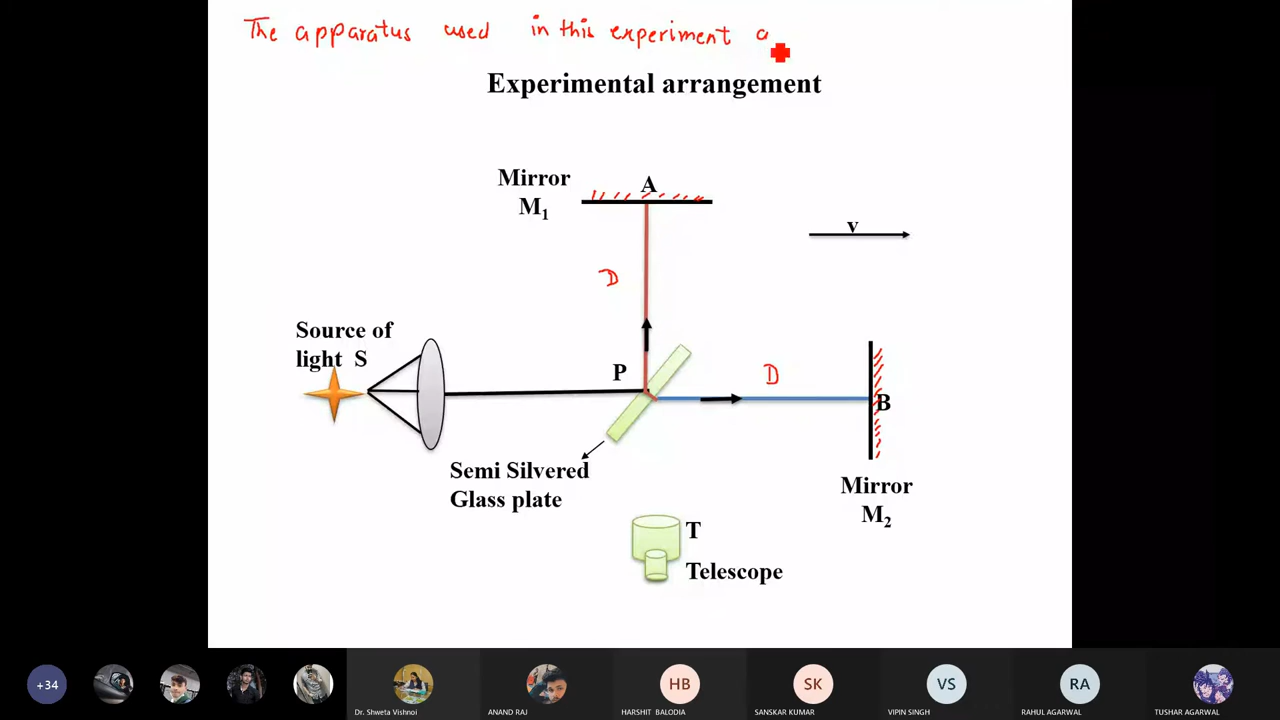 The apparatus used in this experiment a
Experimental arrangement
Mirror
M₁
A
v
D
Source of
light S
P
D
B
Semi Silvered
Glass plate
Mirror
M₂
T
Telescope
+34
Dr. Shweta Vishnoi
ANAND RAJ
HB
HARSHIT BALODIA
SK
SANSKAR KUMAR
VS
VIPIN SINGH
RA
RAHUL AGARWAL
TUSHAR AGARWAL